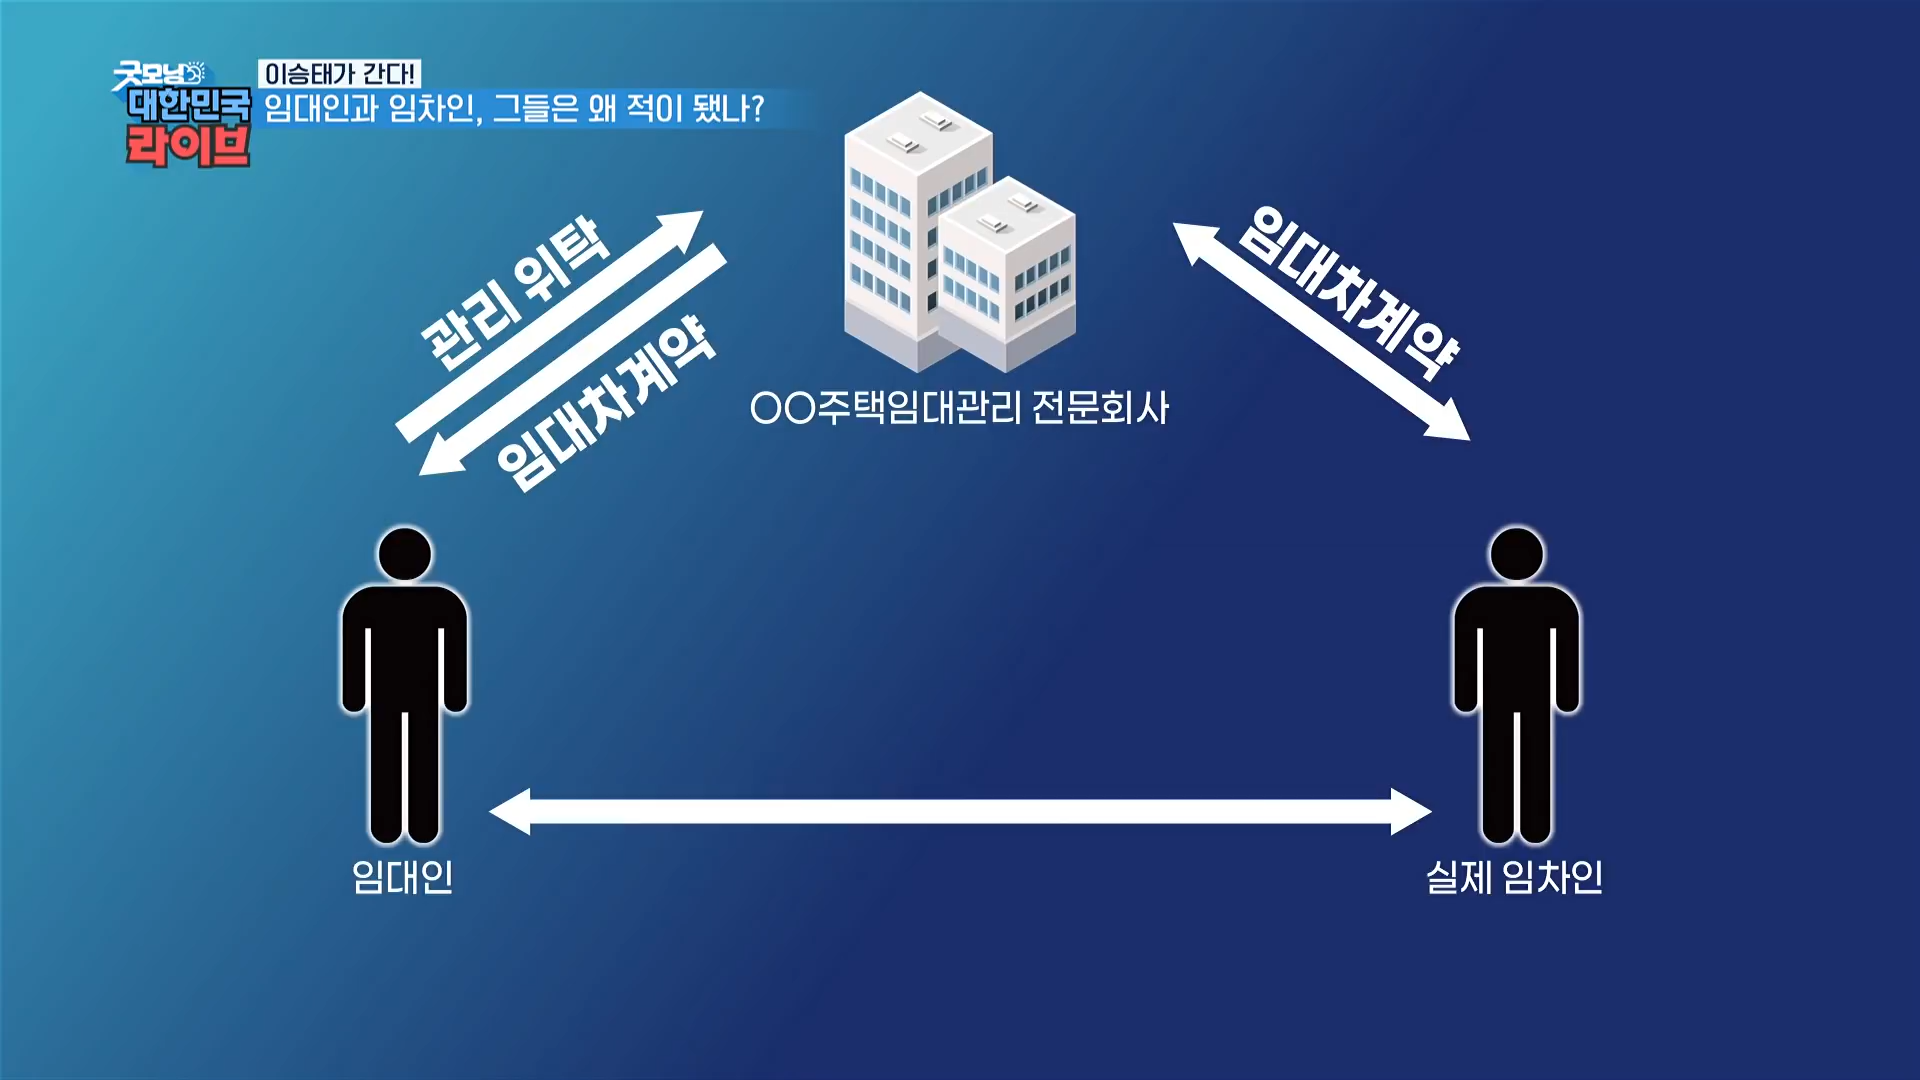 굿모닝
대한민국
라이브
이승태가 간다!
임대인과 임차인, 그들은 왜 적이 됐나?
관리 위탁
임대차계약
임대차계약
○○주택임대관리 전문회사
임대인
실제 임차인